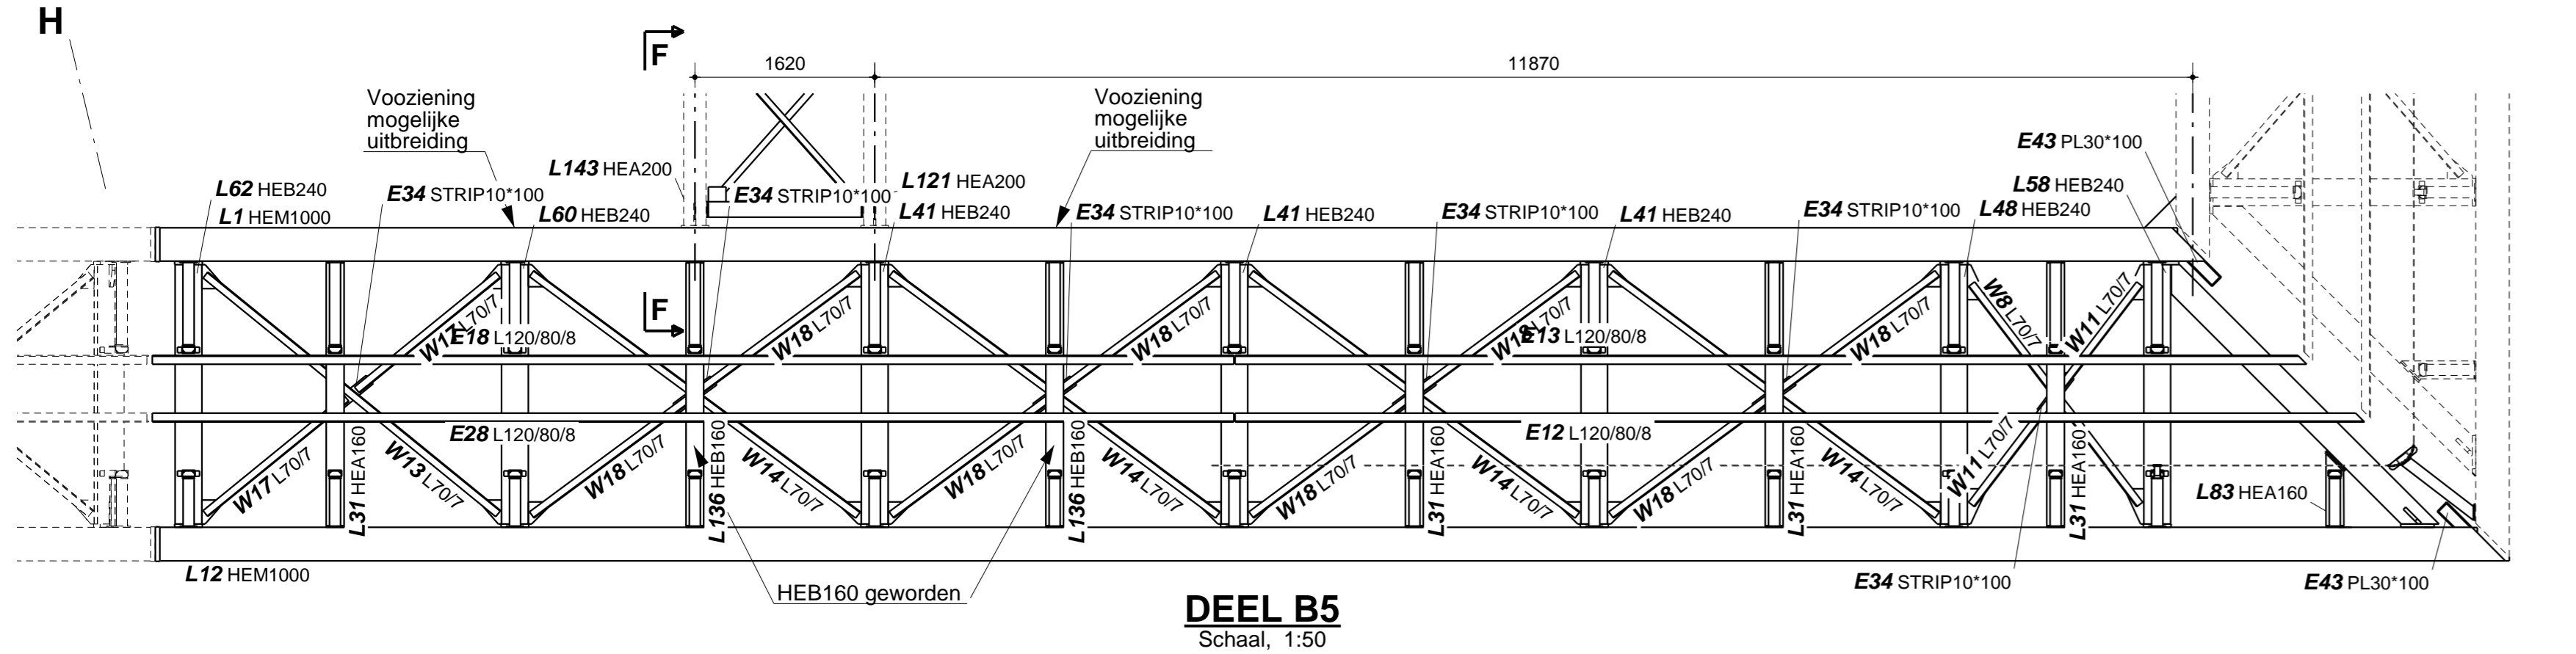 H
F
1620
11870
Vooziening
mogelijke
uitbreiding
Vooziening
mogelijke
uitbreiding
E43 PL30*100
L143 HEA200
L62 HEB240
L1 HEM1000
E34 STRIP10*100
L60 HEB240
E34 STRIP10*100
L121 HEA200
L41 HEB240
E34 STRIP10*100
L41 HEB240
E34 STRIP10*100
L41 HEB240
E34 STRIP10*100
L58 HEB240
L48 HEB240
F
W17 L70/7
E18 L120/80/8
W18 L70/7
W18 L70/7
W18 L70/7
E13 L120/80/8
W18 L70/7
W8 L70/7
W11 L70/7
W17 L70/7
L31 HEA160
W13 L70/7
E28 L120/80/8
W18 L70/7
L136 HEB160
W14 L70/7
W18 L70/7
L136 HEB160
W14 L70/7
W18 L70/7
L31 HEA160
W14 L70/7
E12 L120/80/8
W18 L70/7
L31 HEA160
W14 L70/7
W11 L70/7
L31 HEA160
L83 HEA160
L12 HEM1000
HEB160 geworden
E34 STRIP10*100
E43 PL30*100
DEEL B5
Schaal, 1:50